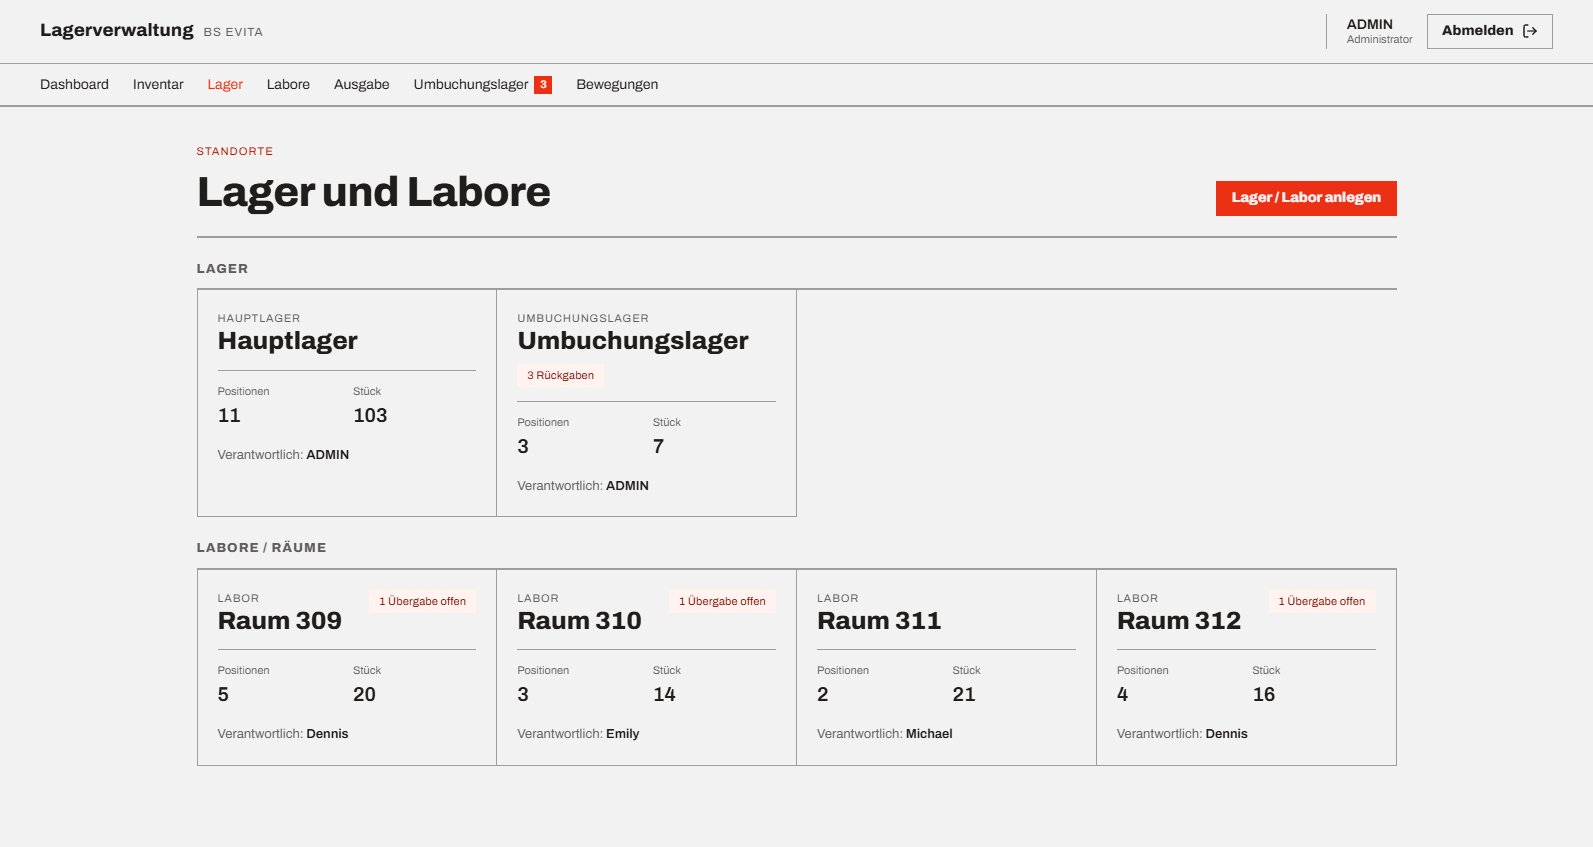 Lagerverwaltung BS EVITA
ADMIN
Administrator
Abmelden
Dashboard Inventar Lager Labore Ausgabe Umbuchungslager 3 Bewegungen
STANDORTE
Lager und Labore
Lager / Labor anlegen
LAGER
HAUPTLAGER
Hauptlager
Positionen Stück
11 103
Verantwortlich: ADMIN
UMBUCHUNGSLAGER
Umbuchungslager
3 Rückgaben
Positionen Stück
3 7
Verantwortlich: ADMIN
LABORE / RÄUME
LABOR
Raum 309
1 Übergabe offen
Positionen Stück
5 20
Verantwortlich: Dennis
LABOR
Raum 310
1 Übergabe offen
Positionen Stück
3 14
Verantwortlich: Emily
LABOR
Raum 311
Positionen Stück
2 21
Verantwortlich: Michael
LABOR
Raum 312
1 Übergabe offen
Positionen Stück
4 16
Verantwortlich: Dennis